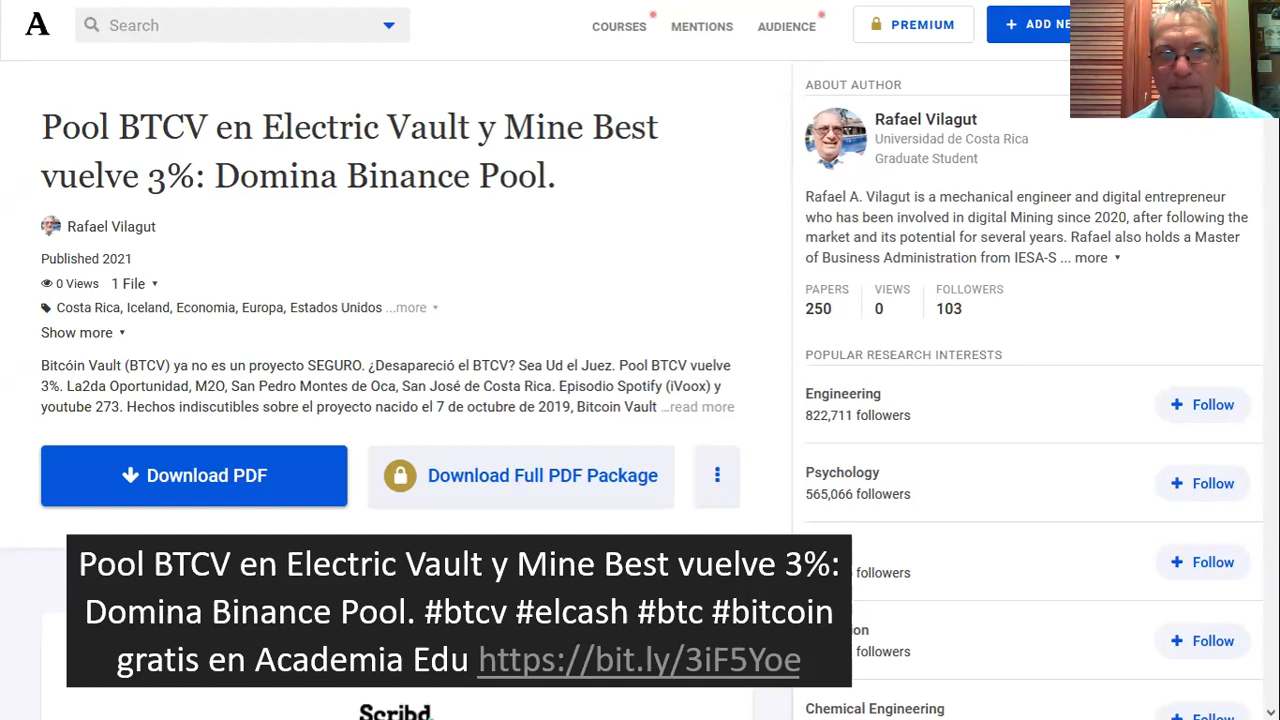 A
Search
COURSES
MENTIONS
AUDIENCE
PREMIUM
+ ADD NE
Pool BTCV en Electric Vault y Mine Best
vuelve 3%: Domina Binance Pool.
Rafael Vilagut
Published 2021
0 Views 1 File
Costa Rica, Iceland, Economia, Europa, Estados Unidos ...more
Show more
Bitcóin Vault (BTCV) ya no es un proyecto SEGURO. ¿Desapareció el BTCV? Sea Ud el Juez. Pool BTCV vuelve
3%. La2da Oportunidad, M2O, San Pedro Montes de Oca, San José de Costa Rica. Episodio Spotify (iVoox) y
youtube 273. Hechos indiscutibles sobre el proyecto nacido el 7 de octubre de 2019, Bitcoin Vault ...read more
Download PDF
Download Full PDF Package
ABOUT AUTHOR
Rafael Vilagut
Universidad de Costa Rica
Graduate Student
Rafael A. Vilagut is a mechanical engineer and digital entrepreneur
who has been involved in digital Mining since 2020, after following the
market and its potential for several years. Rafael also holds a Master
of Business Administration from IESA-S ... more
PAPERS VIEWS FOLLOWERS
250 0 103
POPULAR RESEARCH INTERESTS
Engineering
822,711 followers
+ Follow
Psychology
565,066 followers
+ Follow
followers
+ Follow
followers
+ Follow
Chemical Engineering
+ Follow
Pool BTCV en Electric Vault y Mine Best vuelve 3%:
Domina Binance Pool. #btcv #elcash #btc #bitcoin
gratis en Academia Edu https://bit.ly/3iF5Yoe
Scribd.